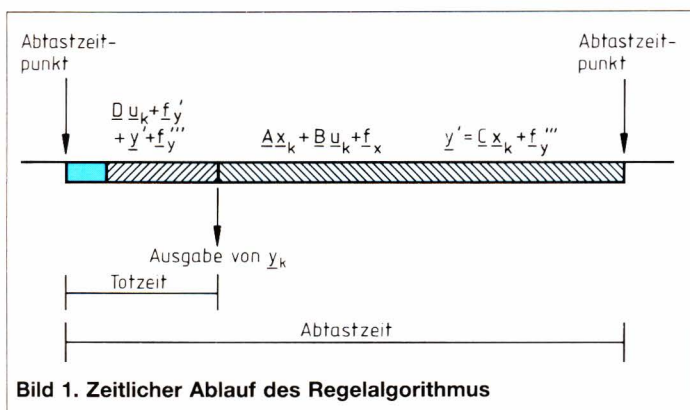 Abtastzeit-
punkt
Abtastzeit-
punkt
D u_k + f_y'
+ y' + f_y'''
A x_k + B u_k + f_x
y' = C x_k + f_y'''
Ausgabe von y_k
Totzeit
Abtastzeit
Bild 1. Zeitlicher Ablauf des Regelalgorithmus